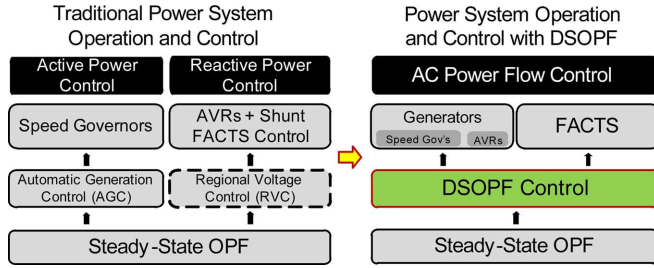 Traditional Power System
Operation and Control
Active Power
Control
Reactive Power
Control
Speed Governors
AVRs + Shunt
FACTS Control
Automatic Generation
Control (AGC)
Regional Voltage
Control (RVC)
Steady-State OPF
Power System Operation
and Control with DSOPF
AC Power Flow Control
Generators
Speed Gov's
AVRs
FACTS
DSOPF Control
Steady-State OPF